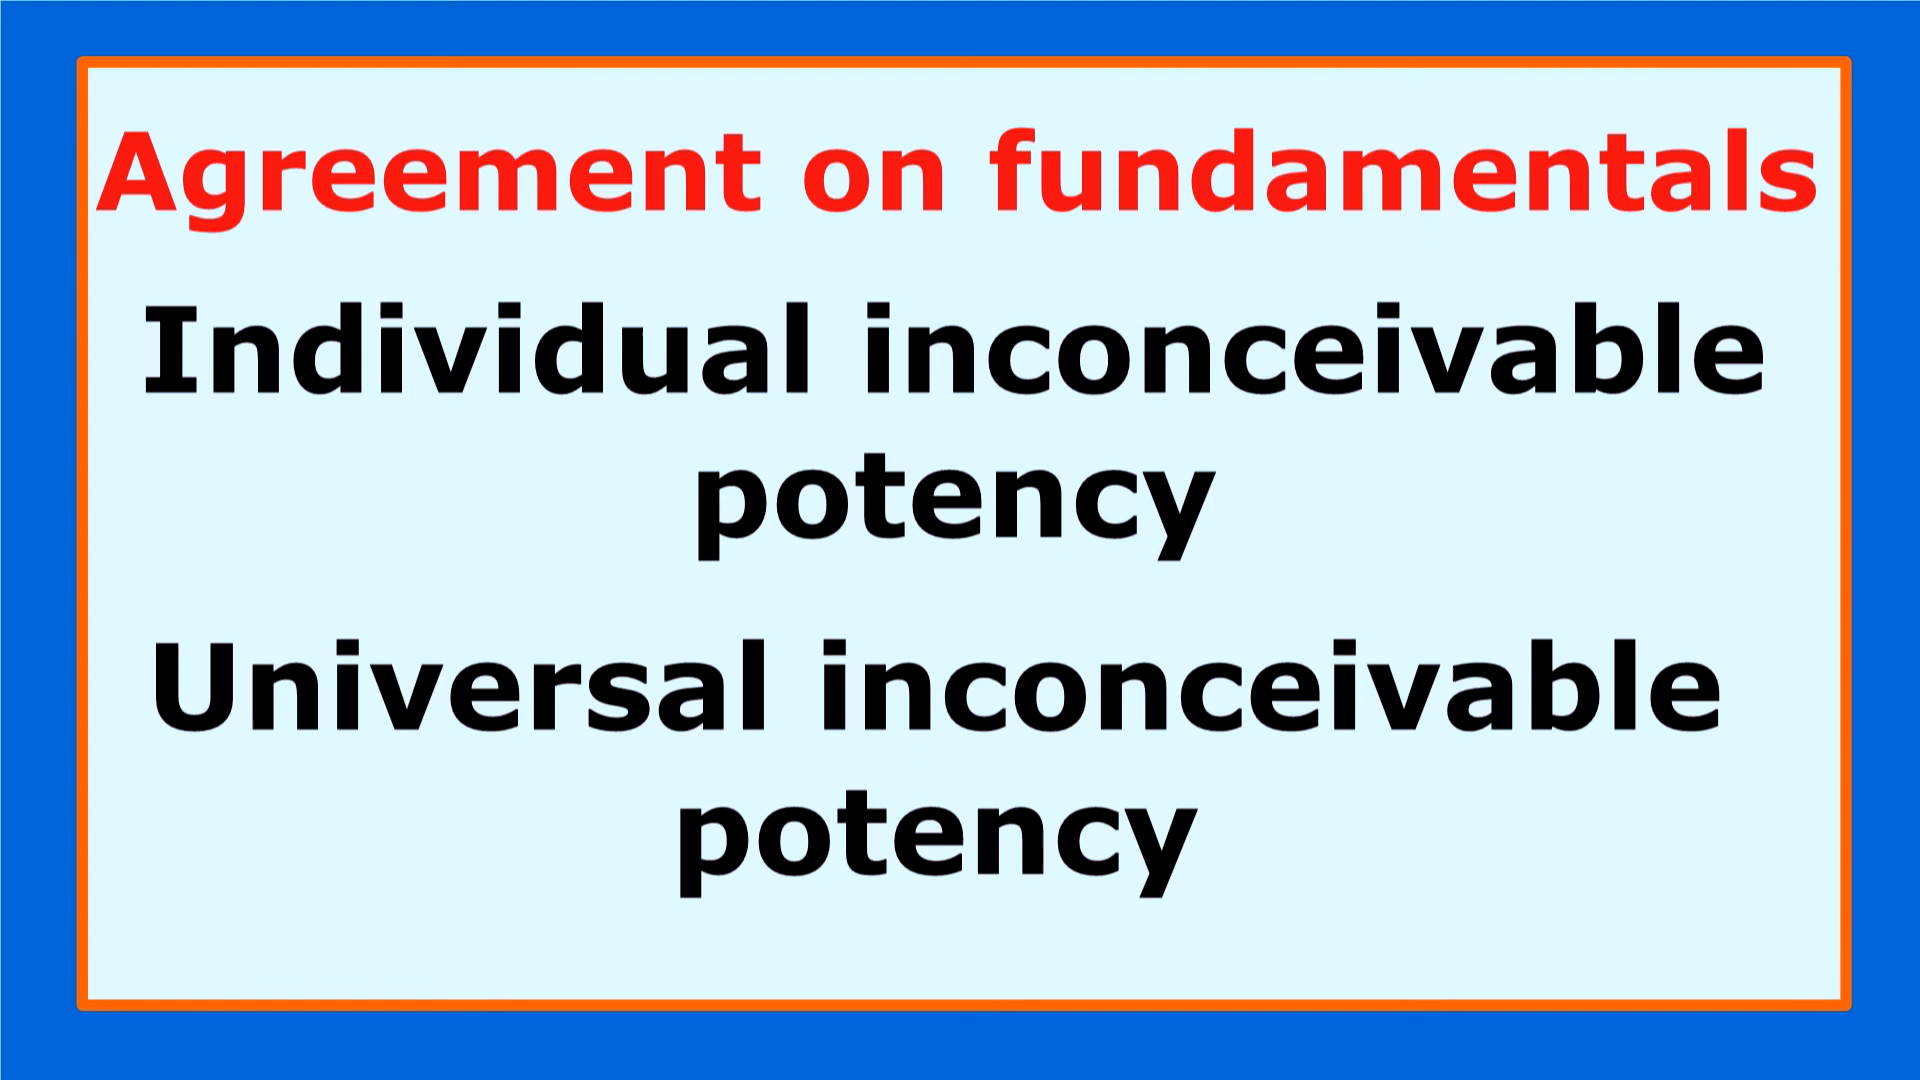 Agreement on fundamentals
Individual inconceivable
potency
Universal inconceivable
potency